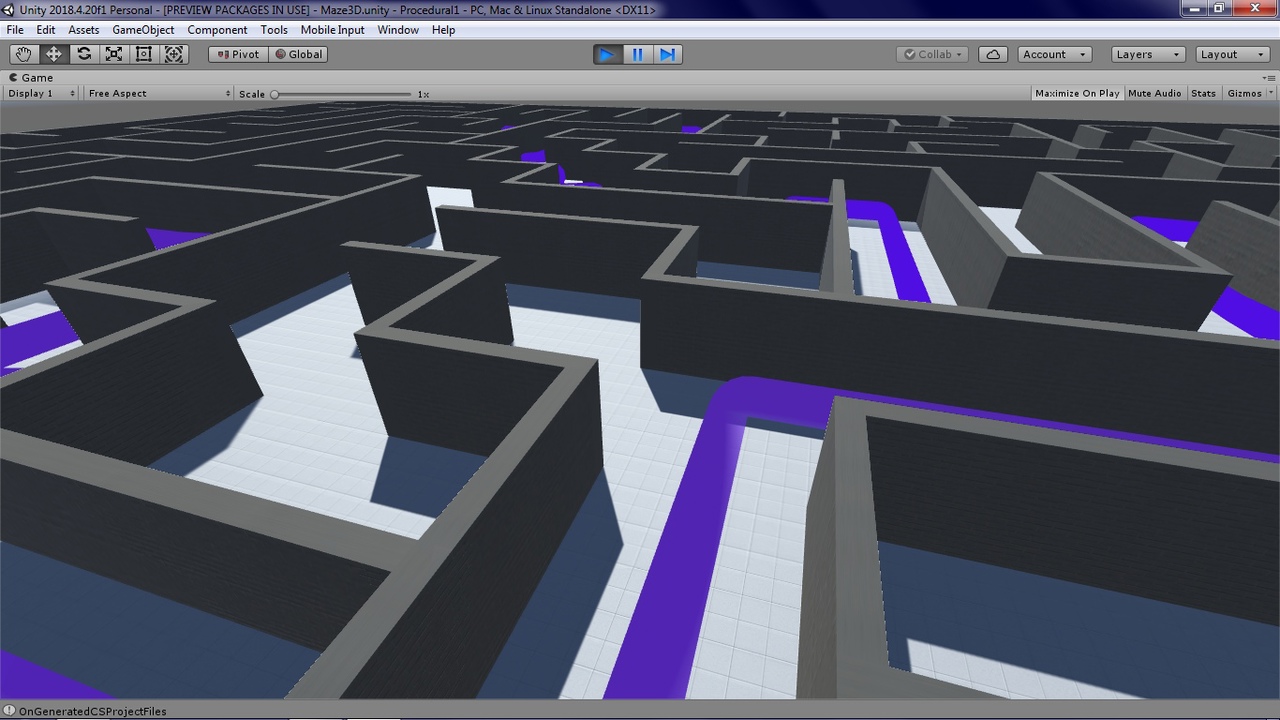 Unity 2018.4.20f1 Personal - [PREVIEW PACKAGES IN USE] - Maze3D.unity - Procedural1 - PC, Mac & Linux Standalone <DX11>
File Edit Assets GameObject Component Tools Mobile Input Window Help
Pivot Global Collab Account Layers Layout
Game
Display 1 Free Aspect Scale 1x Maximize On Play Mute Audio Stats Gizmos
OnGeneratedCSProjectFiles